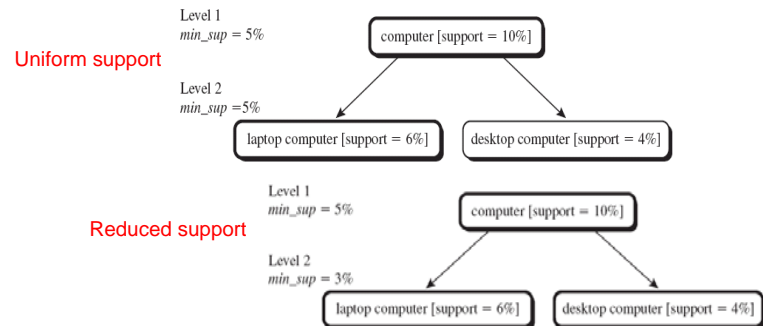 Level 1
min_sup = 5%
computer [support = 10%]
Uniform support
Level 2
min_sup =5%
laptop computer [support = 6%]
desktop computer [support = 4%]
Level 1
min_sup = 5%
computer [support = 10%]
Reduced support
Level 2
min_sup = 3%
laptop computer [support = 6%]
desktop computer [support = 4%]